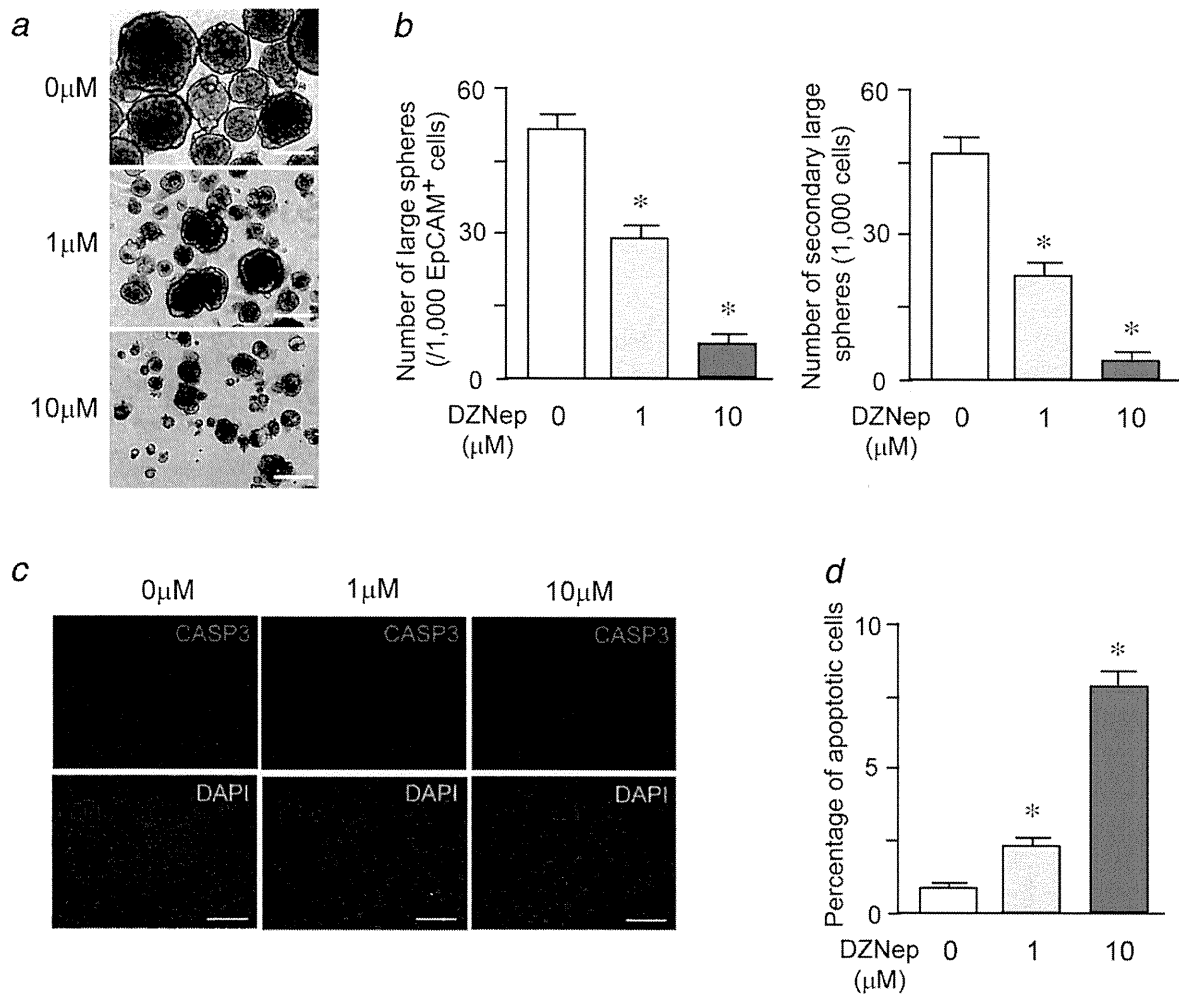 a
0μM
1μM
10μM
b
60
30
0
Number of large spheres
(/1,000 EpCAM⁺ cells)
DZNep
(μM)
0
1
10
*
*
60
30
0
Number of secondary large
spheres (1,000 cells)
DZNep
(μM)
0
1
10
*
*
c
0μM
1μM
10μM
CASP3
CASP3
CASP3
DAPI
DAPI
DAPI
d
10
5
0
Percentage of apoptotic cells
DZNep
(μM)
0
1
10
*
*